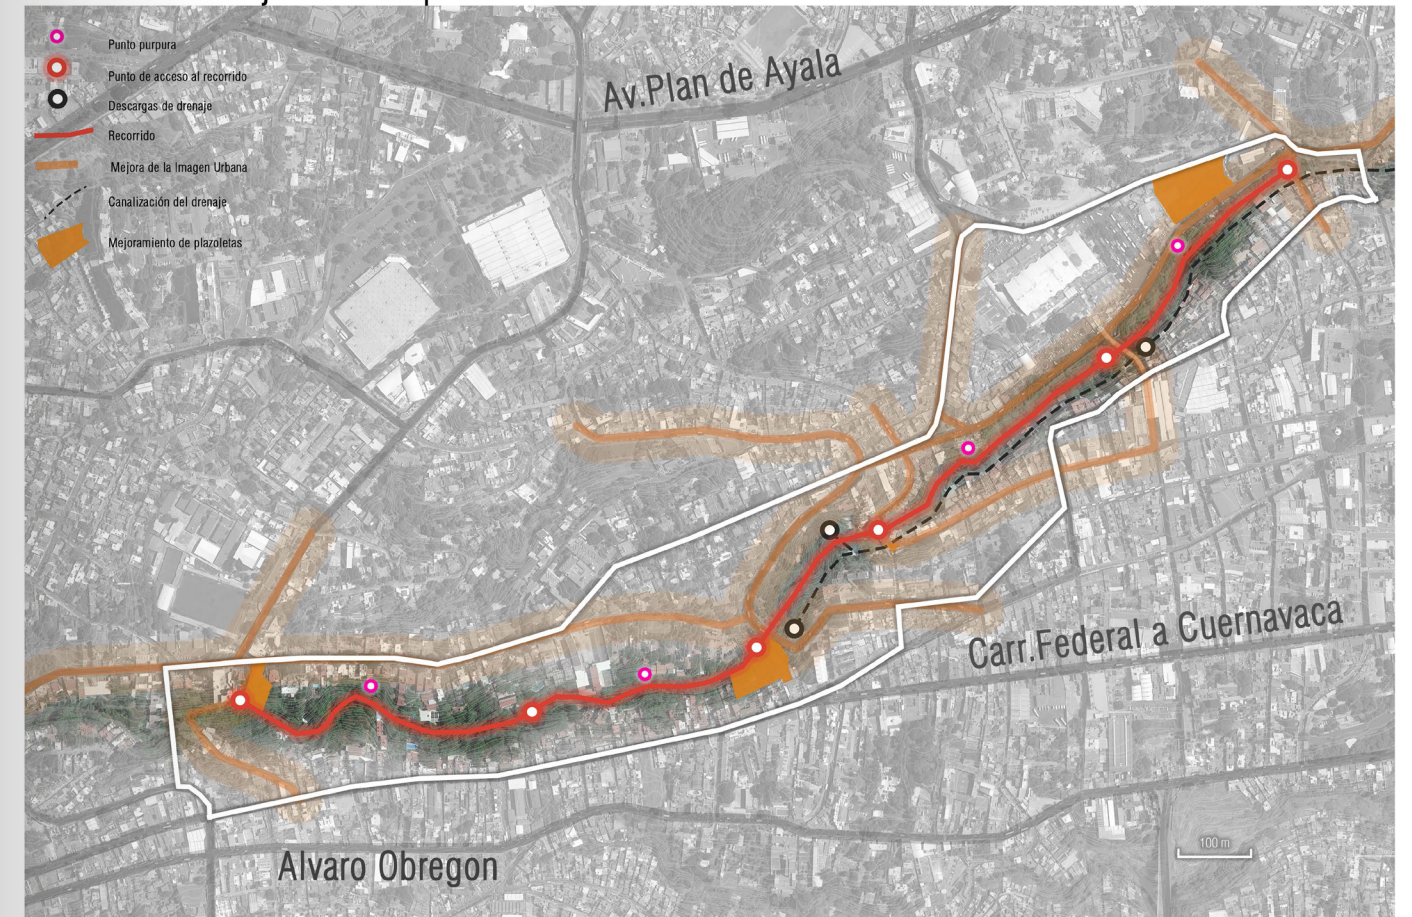 Punto purpura
Punto de acceso al recorrido
Descargas de drenaje
Recorrido
Mejora de la Imagen Urbana
Canalización del drenaje
Mejoramiento de plazoletas
Av.Plan de Ayala
Carr.Federal a Cuernavaca
Alvaro Obregon
100 m